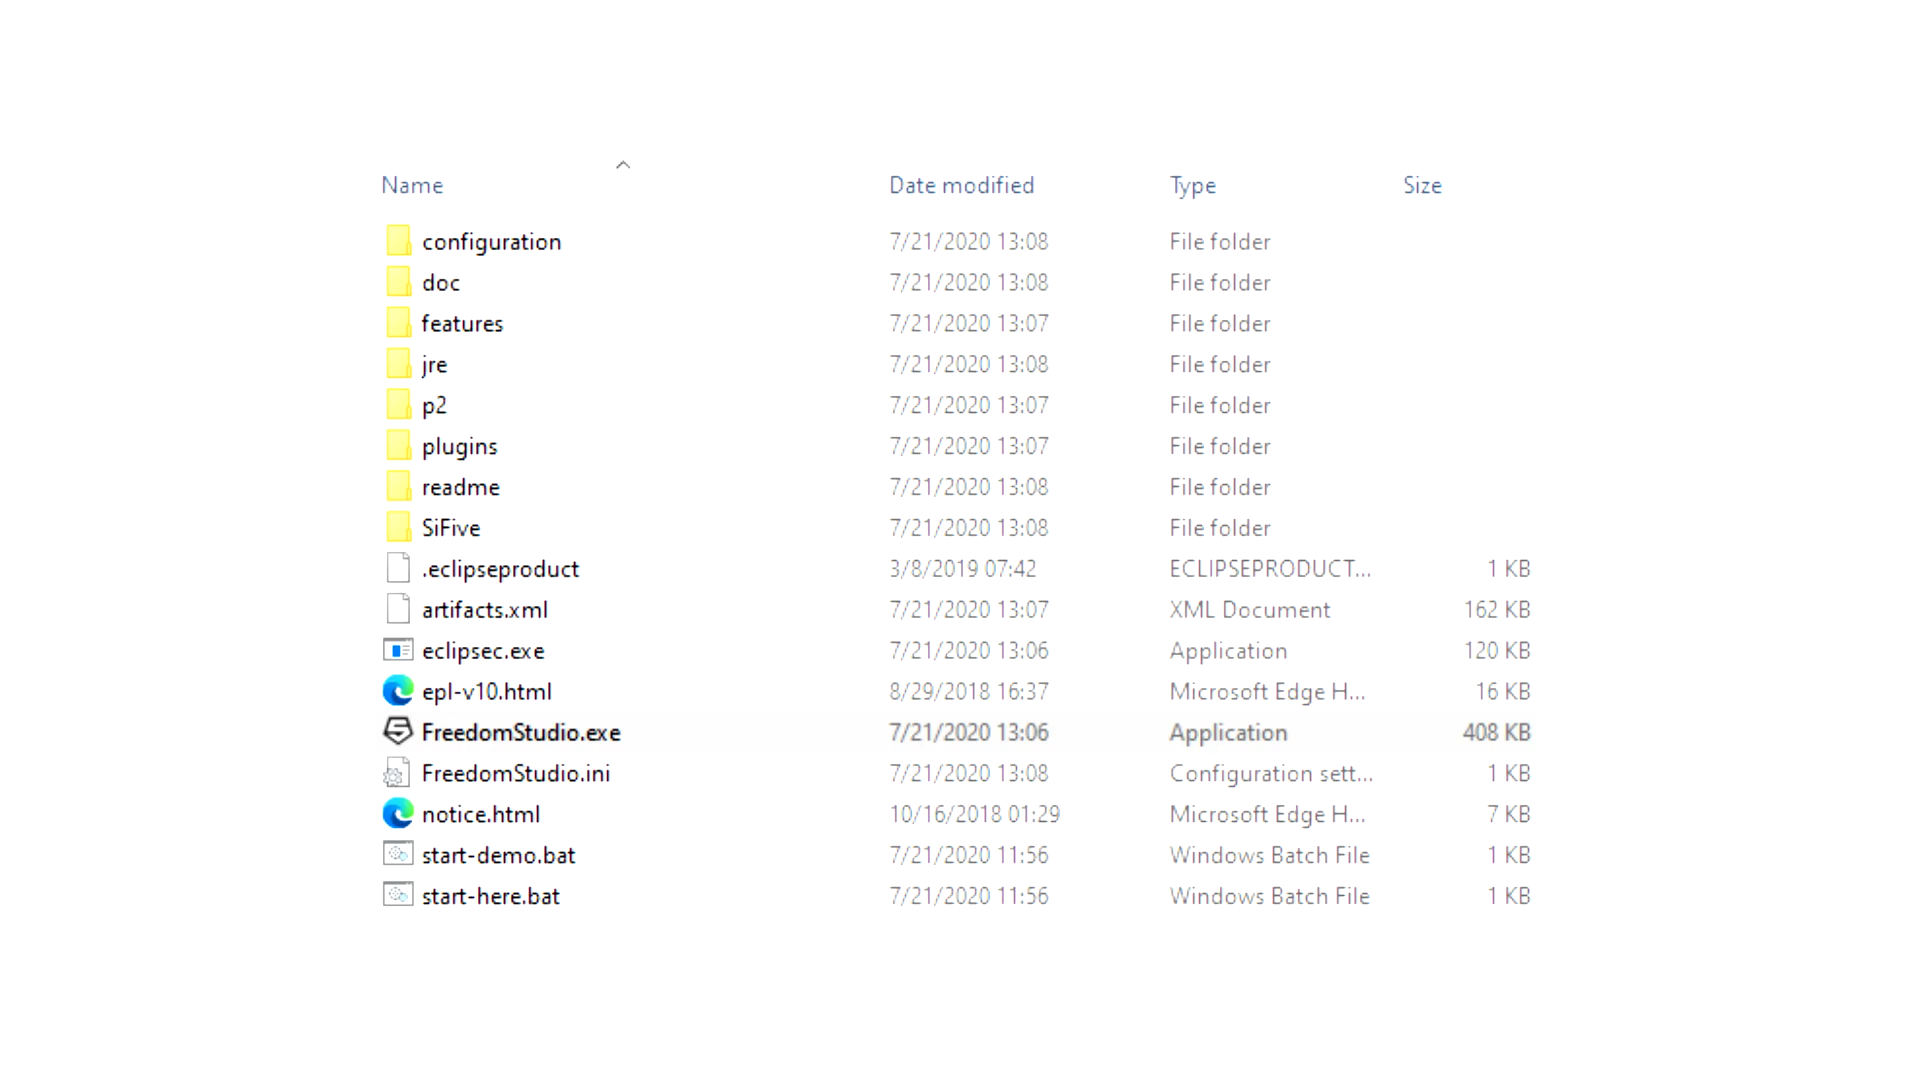 Name Date modified Type Size
configuration 7/21/2020 13:08 File folder
doc 7/21/2020 13:08 File folder
features 7/21/2020 13:07 File folder
jre 7/21/2020 13:08 File folder
p2 7/21/2020 13:07 File folder
plugins 7/21/2020 13:07 File folder
readme 7/21/2020 13:08 File folder
SiFive 7/21/2020 13:08 File folder
.eclipseproduct 3/8/2019 07:42 ECLIPSEPRODUCT... 1 KB
artifacts.xml 7/21/2020 13:07 XML Document 162 KB
eclipsec.exe 7/21/2020 13:06 Application 120 KB
epl-v10.html 8/29/2018 16:37 Microsoft Edge H... 16 KB
FreedomStudio.exe 7/21/2020 13:06 Application 408 KB
FreedomStudio.ini 7/21/2020 13:08 Configuration sett... 1 KB
notice.html 10/16/2018 01:29 Microsoft Edge H... 7 KB
start-demo.bat 7/21/2020 11:56 Windows Batch File 1 KB
start-here.bat 7/21/2020 11:56 Windows Batch File 1 KB